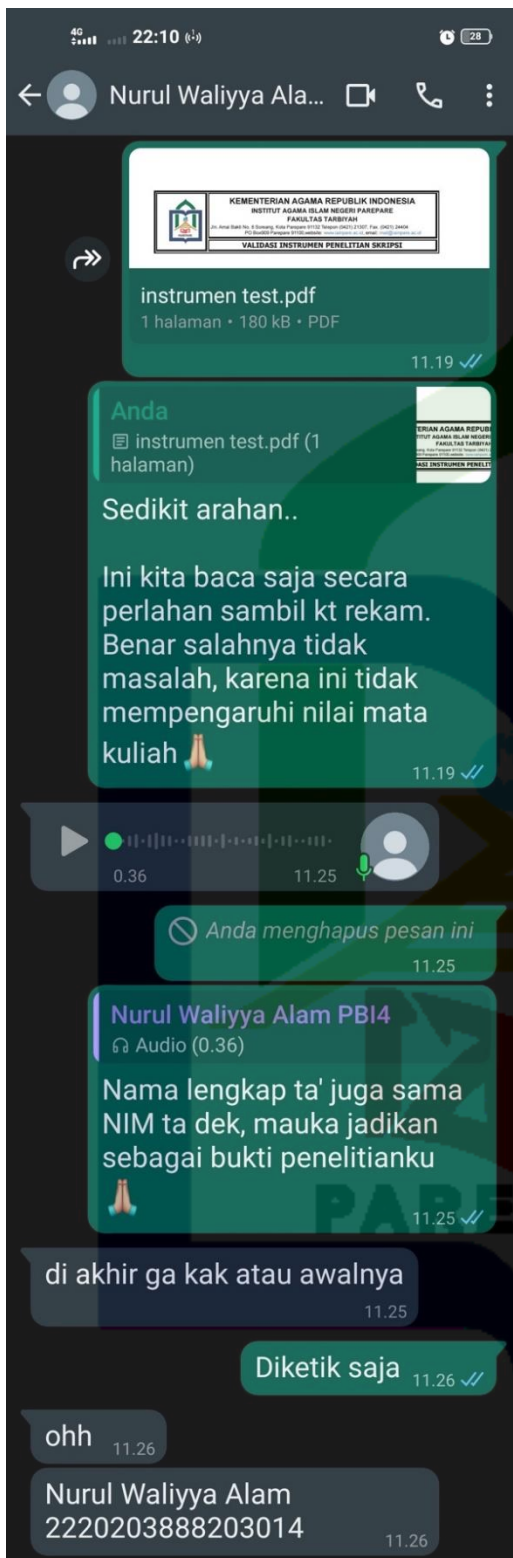 4G 22:10 28
Nurul Waliyya Ala...
KEMENTERIAN AGAMA REPUBLIK INDONESIA
INSTITUT AGAMA ISLAM NEGERI PAREPARE
FAKULTAS TARBIYAH
VALIDASI INSTRUMEN PENELITIAN SKRIPSI
instrumen test.pdf
1 halaman • 180 kB • PDF
11.19
Anda
instrumen test.pdf (1
halaman)
Sedikit arahan..
Ini kita baca saja secara
perlahan sambil kt rekam.
Benar salahnya tidak
masalah, karena ini tidak
mempengaruhi nilai mata
kuliah 🙏🏼
11.19
0.36 11.25
Anda menghapus pesan ini
11.25
Nurul Waliyya Alam PBI4
Audio (0.36)
Nama lengkap ta' juga sama
NIM ta dek, mauka jadikan
sebagai bukti penelitianku
🙏🏼
11.25
di akhir ga kak atau awalnya
11.25
Diketik saja 11.26
ohh 11.26
Nurul Waliyya Alam
2220203888203014 11.26